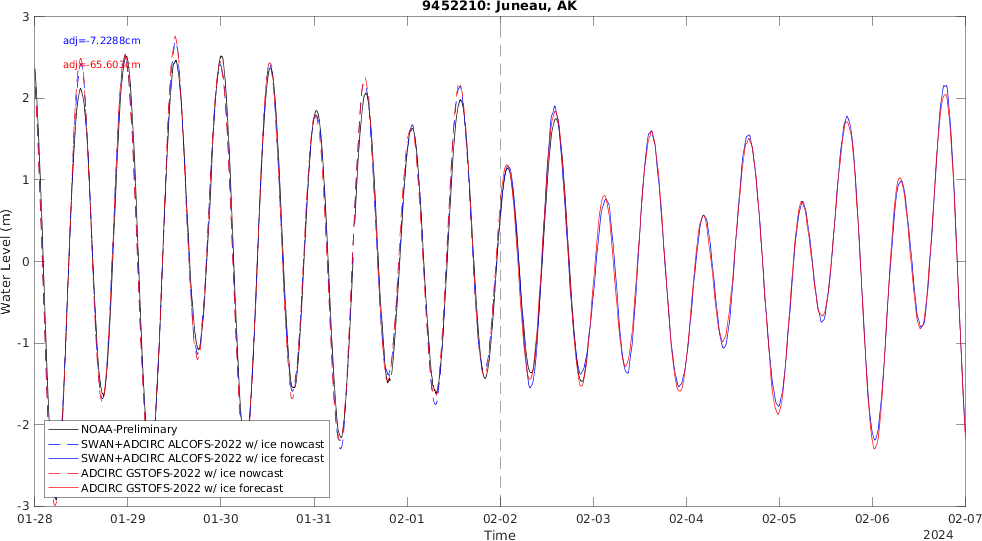 9452210: Juneau, AK
adj=-7.2288cm
adj=-65.603cm
Water Level (m)
3
2
1
0
-1
-2
-3
NOAA-Preliminary
SWAN+ADCIRC ALCOFS-2022 w/ ice nowcast
SWAN+ADCIRC ALCOFS-2022 w/ ice forecast
ADCIRC GSTOFS-2022 w/ ice nowcast
ADCIRC GSTOFS-2022 w/ ice forecast
01-28 01-29 01-30 01-31 02-01 02-02 02-03 02-04 02-05 02-06 02-07
Time
2024